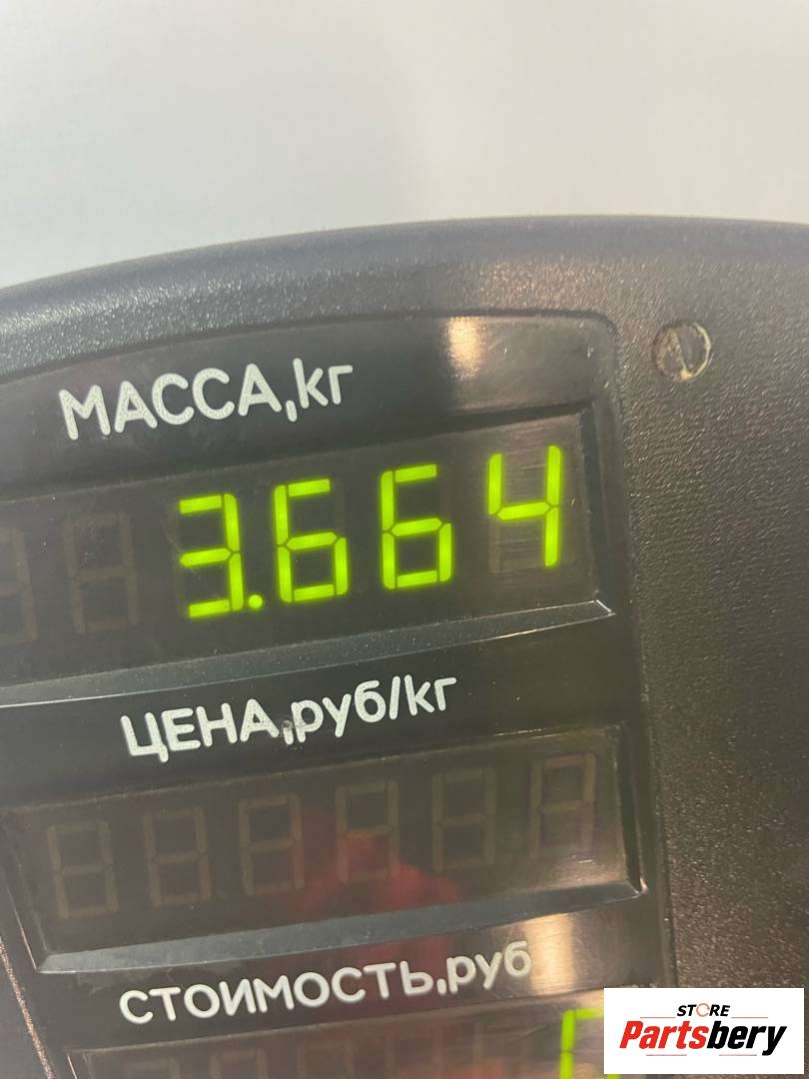 МАССА,кг
3.664
ЦЕНА,руб/кг
СТОИМОСТЬ,руб
STORE
Partsbery